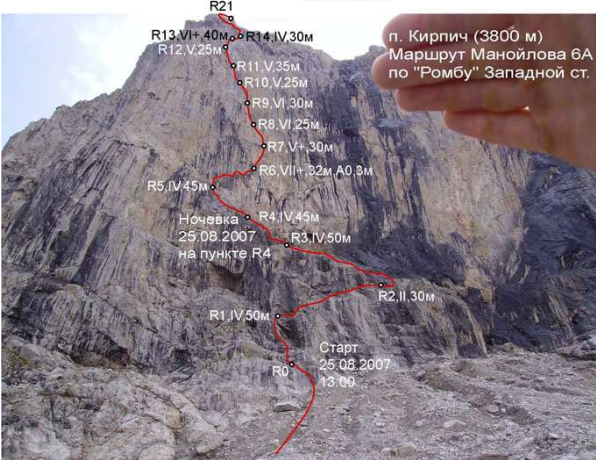 R21
R13,VI+,40м
R14,IV,30м
R12,V,25м
п. Кирпич (3800 м)
Маршрут Манойлова 6А
по "Ромбу" Западной ст.
R11,V,35м
R10,V,25м
R9,VI,30м
R8,VI,25м
R7,V+,30м
R6,VII+,32м,А0,3м
R5,IV,45м
R4,IV,45м
Ночевка
25.08.2007
на пункте R4
R3,IV,50м
R2,II,30м
R1,IV,50м
Старт
25.08.2007
13.00
R0